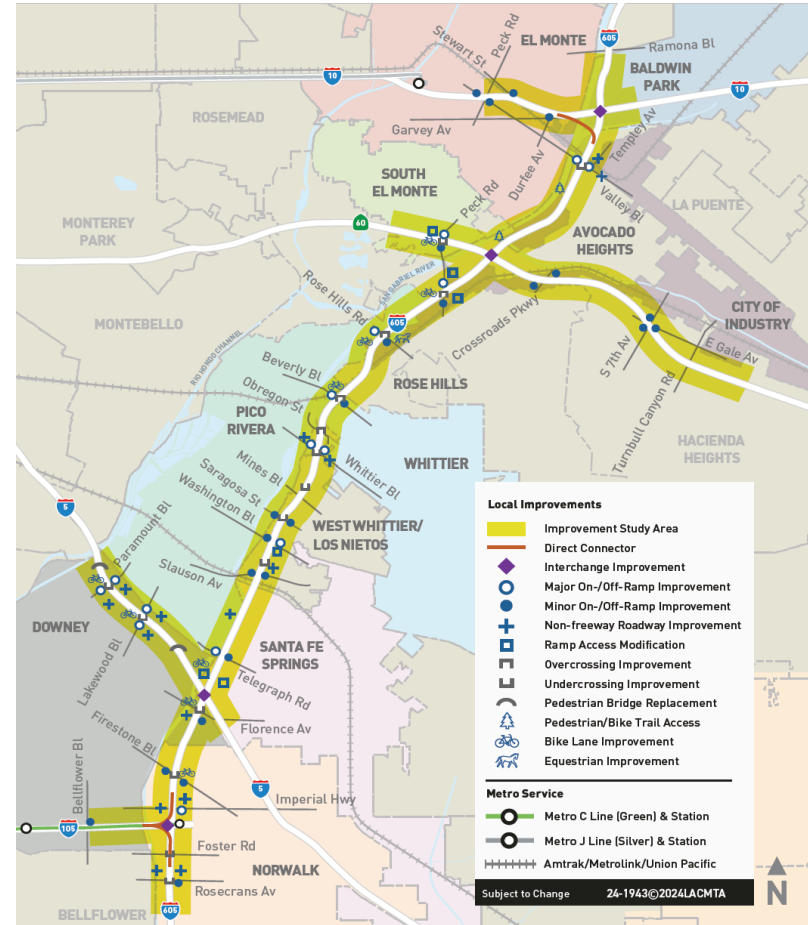 605
Ramona Bl
EL MONTE
BALDWIN
PARK
Stewart St
Peck Rd
10
10
ROSEMEAD
Garvey Av
Durfee Av
Temple Av
Valley Bl
SOUTH
EL MONTE
Peck Rd
LA PUENTE
60
MONTEREY
PARK
AVOCADO
HEIGHTS
SAN GABRIEL RIVER
Rose Hills Rd
605
Crossroads Pkwy
CITY OF
INDUSTRY
MONTEBELLO
RIO HONDO CHANNEL
S 7th Av
E Gale Av
Beverly Bl
ROSE HILLS
Turnbull Canyon Rd
Obregon St
PICO
RIVERA
HACIENDA
HEIGHTS
Mines Bl
Whittier Bl
WHITTIER
Saragosa St
Washington Bl
5
WEST WHITTIER/
LOS NIETOS
Paramount Bl
Slauson Av
DOWNEY
Lakewood Bl
SANTA FE
SPRINGS
Telegraph Rd
Florence Av
Firestone Bl
Bellflower Bl
5
Imperial Hwy
105
Foster Rd
NORWALK
Rosecrans Av
BELLFLOWER
605
Local Improvements
Improvement Study Area
Direct Connector
Interchange Improvement
Major On-/Off-Ramp Improvement
Minor On-/Off-Ramp Improvement
Non-freeway Roadway Improvement
Ramp Access Modification
Overcrossing Improvement
Undercrossing Improvement
Pedestrian Bridge Replacement
Pedestrian/Bike Trail Access
Bike Lane Improvement
Equestrian Improvement
Metro Service
Metro C Line (Green) & Station
Metro J Line (Silver) & Station
Amtrak/Metrolink/Union Pacific
Subject to Change 24-1943©2024LACMTA
N